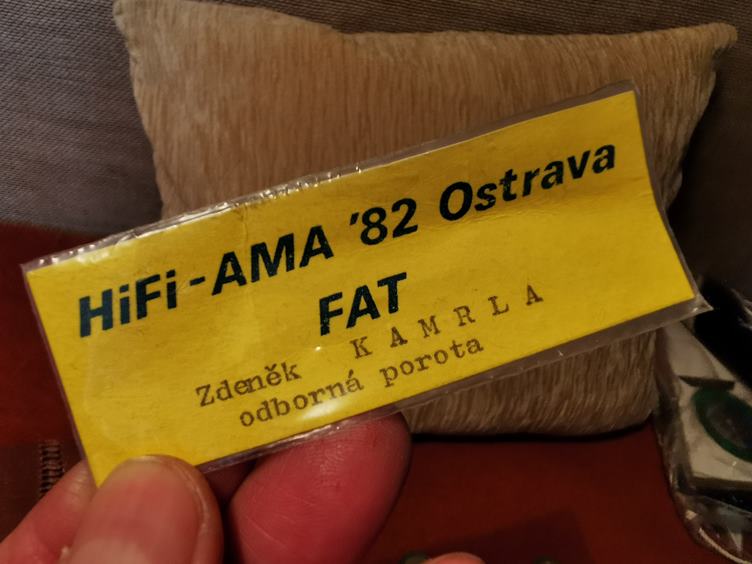 HiFi-AMA '82 Ostrava
FAT
Zdeněk K A M R L A
odborná porota